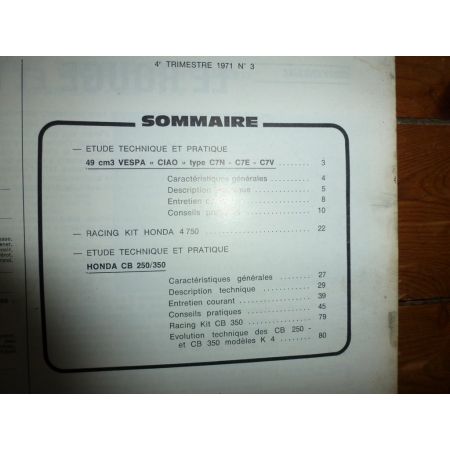 4e TRIMESTRE 1971 N° 3
SOMMAIRE
— ETUDE TECHNIQUE ET PRATIQUE
49 cm3 VESPA « CIAO » type C7N - C7E - C7V ........ 3
Caractéristiques générales ........ 4
Description ........ 5
Entretien ........ 8
Conseils ........ 10
— RACING KIT HONDA 4 750 ........ 22
— ETUDE TECHNIQUE ET PRATIQUE
HONDA CB 250/350
Caractéristiques générales ........ 27
Description technique ........ 29
Entretien courant ........ 39
Conseils pratiques ........ 45
Racing Kit CB 350 ........ 79
Evolution technique des CB 250 -
et CB 350 modèles K 4 ........ 80